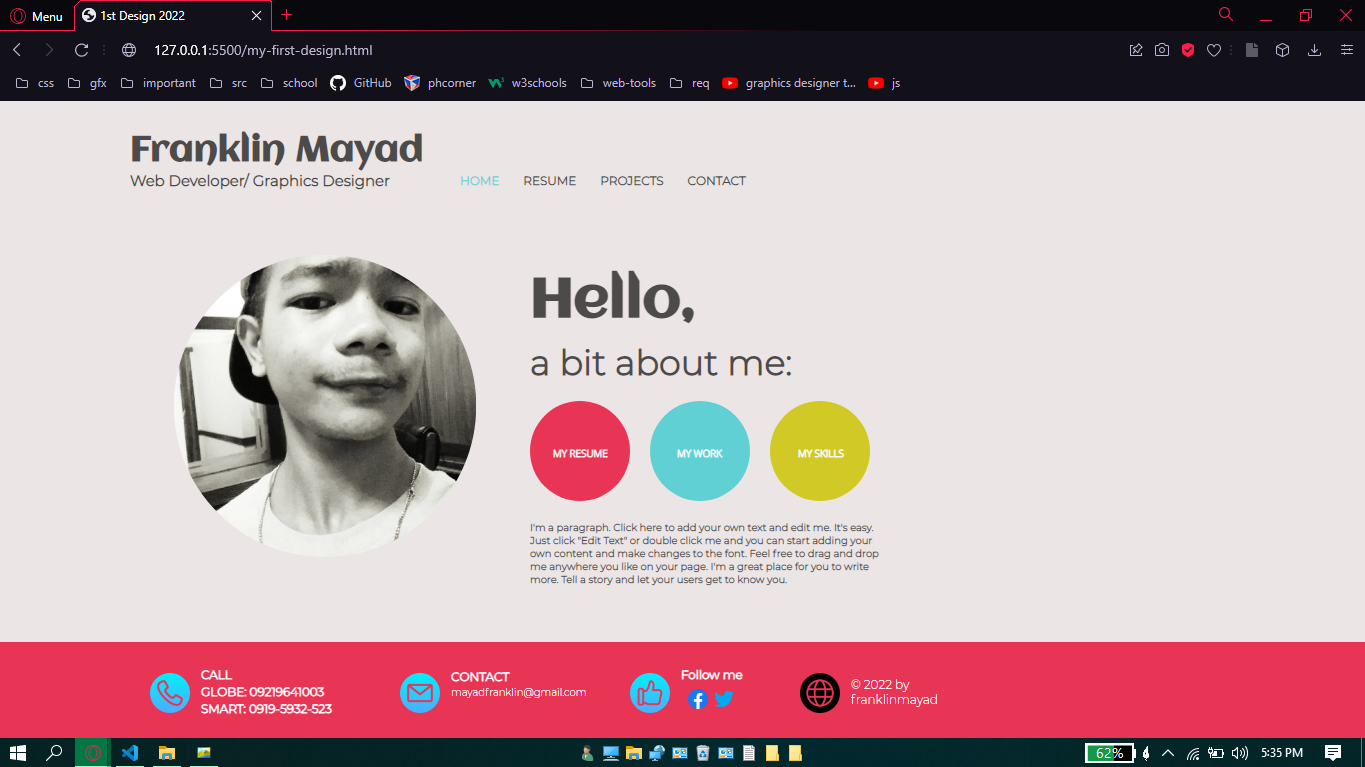 Menu
1st Design 2022
127.0.0.1:5500/my-first-design.html
css gfx important src school GitHub phcorner w3schools web-tools req graphics designer t... js
Franklin Mayad
Web Developer/ Graphics Designer
HOME RESUME PROJECTS CONTACT
Hello,
a bit about me:
MY RESUME MY WORK MY SKILLS
I'm a paragraph. Click here to add your own text and edit me. It's easy.
Just click "Edit Text" or double click me and you can start adding your
own content and make changes to the font. Feel free to drag and drop
me anywhere you like on your page. I'm a great place for you to write
more. Tell a story and let your users get to know you.
CALL
GLOBE: 09219641003
SMART: 0919-5932-523
CONTACT
mayadfranklin@gmail.com
Follow me
© 2022 by
franklinmayad
62%
5:35 PM